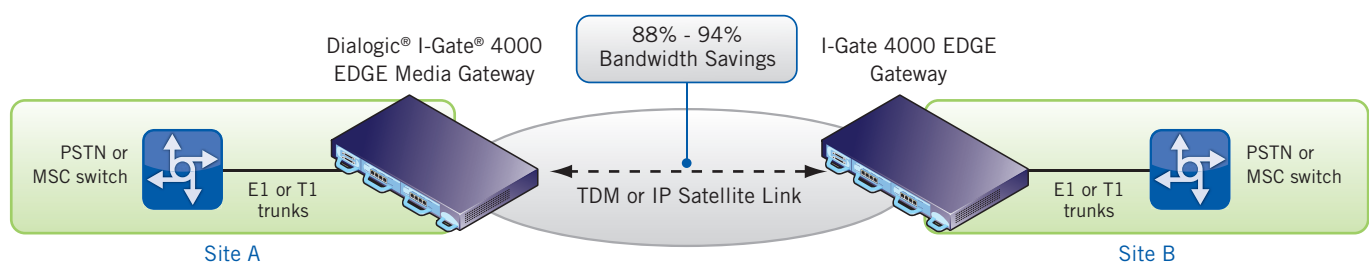 Dialogic® I-Gate® 4000
EDGE Media Gateway
88% - 94%
Bandwidth Savings
I-Gate 4000 EDGE
Gateway
PSTN or
MSC switch
E1 or T1
trunks
TDM or IP Satellite Link
E1 or T1
trunks
PSTN or
MSC switch
Site A
Site B